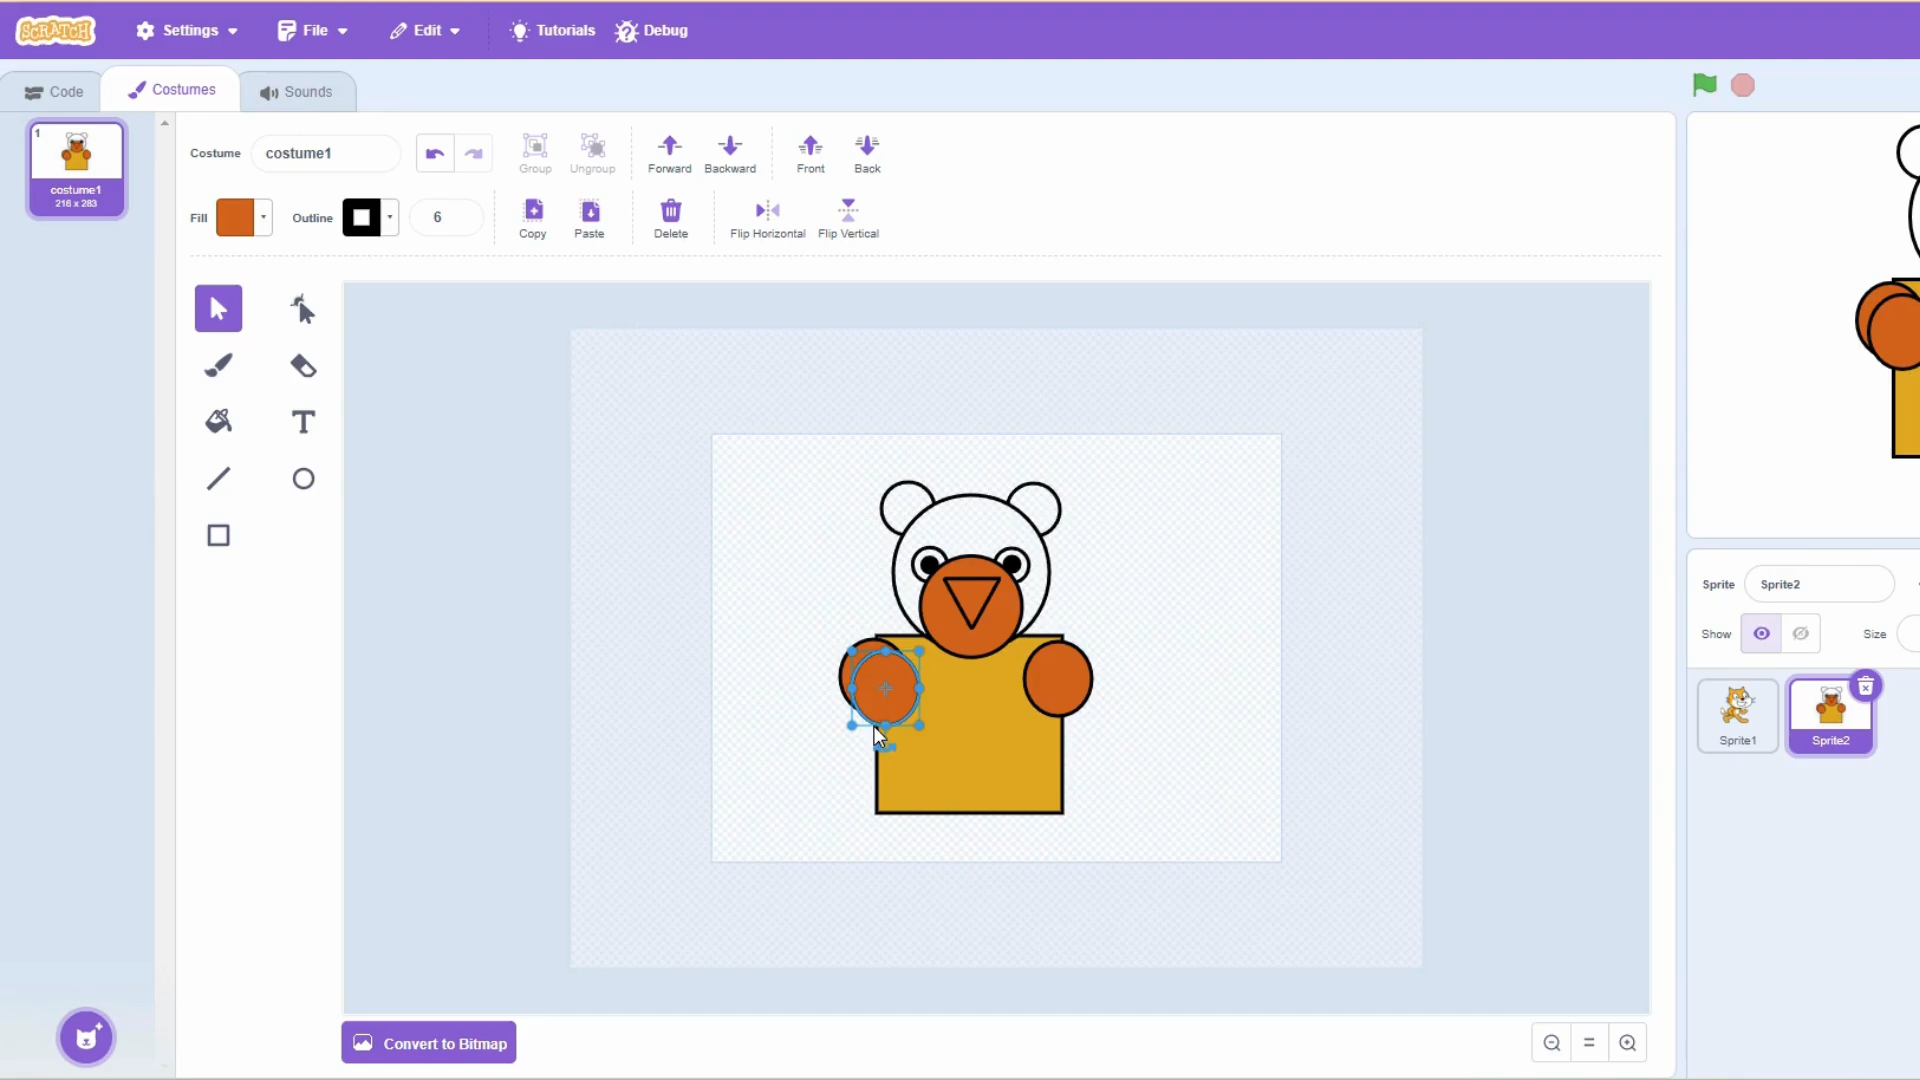 SCRATCH Settings File Edit Tutorials Debug
Code Costumes Sounds
1
costume1
216 x 283
Costume costume1 Group Ungroup Forward Backward Front Back
Fill Outline 6 Copy Paste Delete Flip Horizontal Flip Vertical
T
Convert to Bitmap
Sprite Sprite2
Show Size
Sprite1 Sprite2